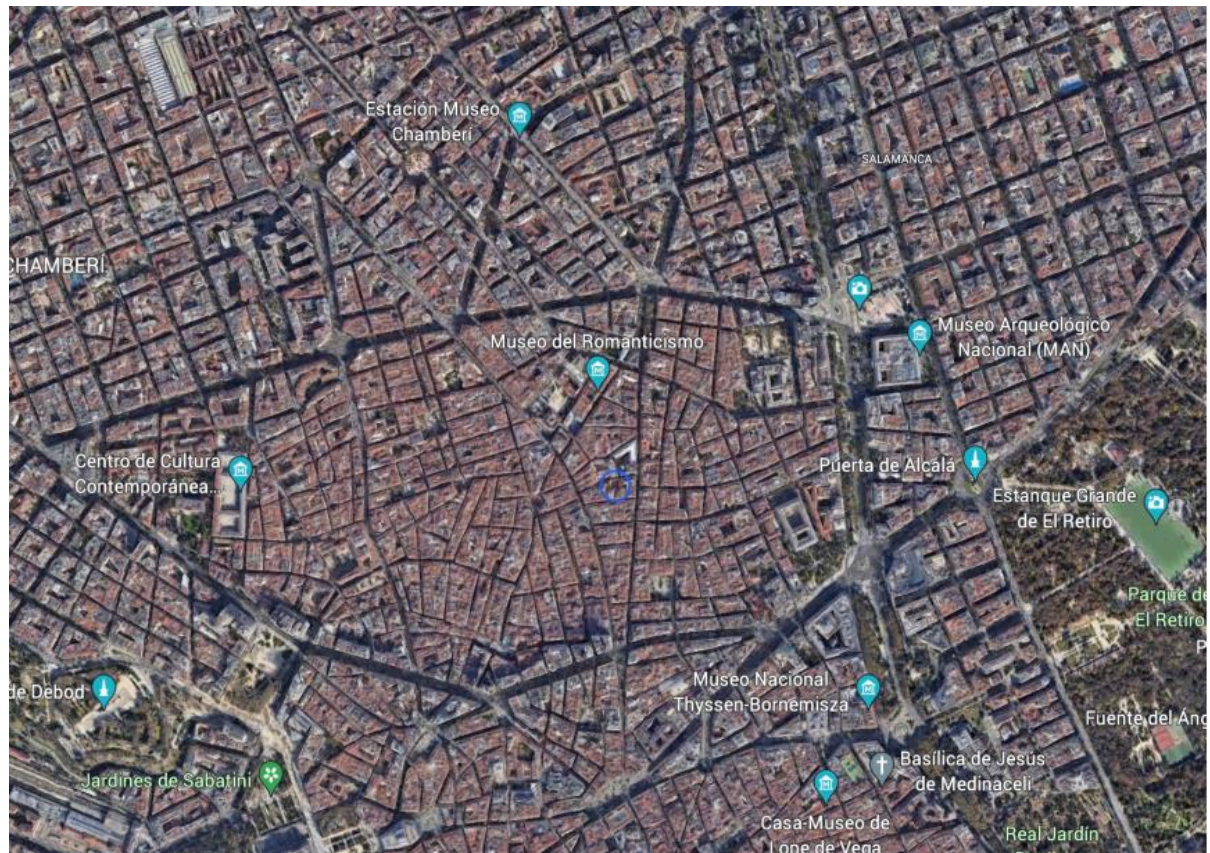 Estación Museo
Chamberí
SALAMANCA
CHAMBERÍ
Museo del Romanticismo
Museo Arqueológico
Nacional (MAN)
Centro de Cultura
Contemporánea...
Puerta de Alcalá
Estanque Grande
de El Retiro
Parque de
El Retiro
P
de Debod
Museo Nacional
Thyssen-Bornemisza
Fuente del Áng
Jardines de Sabatini
Basílica de Jesús
de Medinaceli
Casa-Museo de
Lope de Vega
Real Jardín